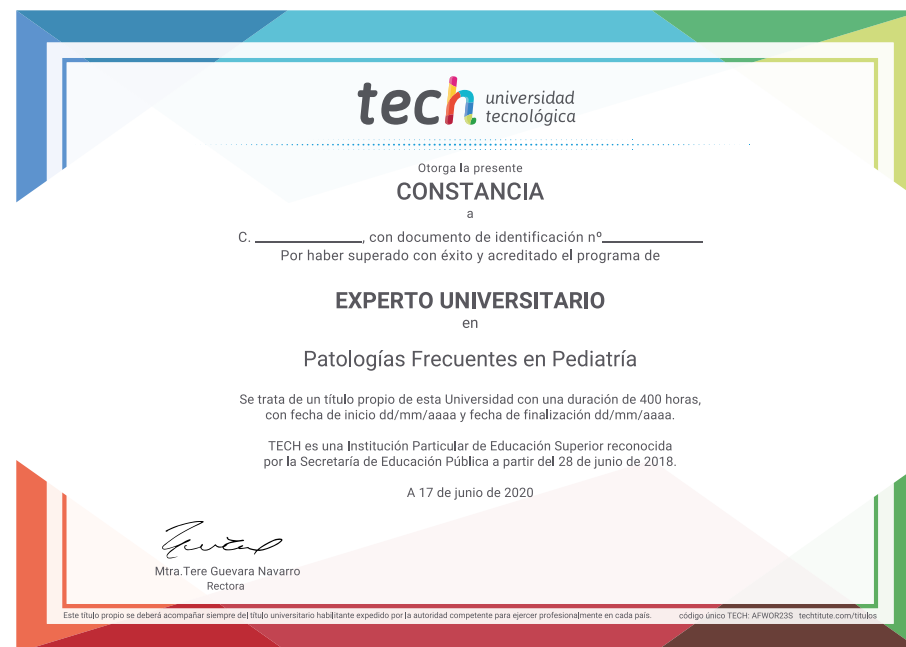 tech universidad
tecnológica
Otorga la presente
CONSTANCIA
a
C. ____________, con documento de identificación nº____________
Por haber superado con éxito y acreditado el programa de
EXPERTO UNIVERSITARIO
en
Patologías Frecuentes en Pediatría
Se trata de un título propio de esta Universidad con una duración de 400 horas,
con fecha de inicio dd/mm/aaaa y fecha de finalización dd/mm/aaaa.
TECH es una Institución Particular de Educación Superior reconocida
por la Secretaría de Educación Pública a partir del 28 de junio de 2018.
A 17 de junio de 2020
Mtra.Tere Guevara Navarro
Rectora
Este título propio se deberá acompañar siempre del título universitario habilitante expedido por la autoridad competente para ejercer profesionalmente en cada país. código único TECH: AFWOR23S techtitute.com/titulos